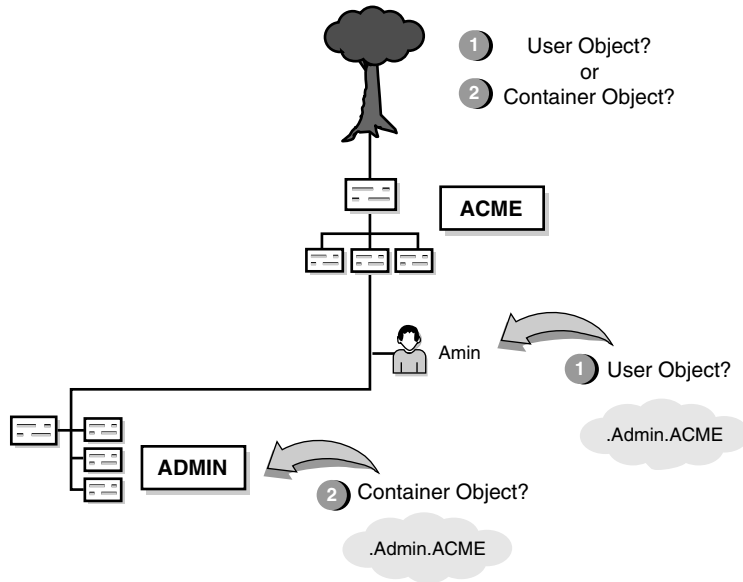 1 User Object?
or
2 Container Object?
ACME
Amin
1 User Object?
.Admin.ACME
ADMIN
2 Container Object?
.Admin.ACME